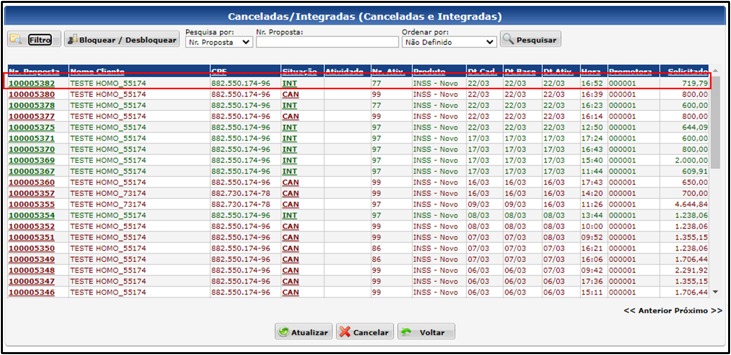 Canceladas/Integradas (Canceladas e Integradas)
Filtro Bloquear / Desbloquear Pesquisa por: Nr. Proposta: Ordenar por:
Nr. Proposta Não Definido Pesquisar
Nr. Proposta Nome Cliente CPF Situação Atividade Nr. Ativ. Produto Dt Cad. Dt Base Dt Ativ. Hora Promotora Solicitado
100005382 TESTE HOMO_55174 882.550.174-96 INT 77 INSS - Novo 22/03 22/03 22/03 16:52 000001 719,79
100005380 TESTE HOMO_55174 882.550.174-96 CAN 99 INSS - Novo 22/03 22/03 22/03 16:39 000001 800,00
100005378 TESTE HOMO_55174 882.550.174-96 INT 77 INSS - Novo 22/03 22/03 22/03 16:23 000001 600,00
100005377 TESTE HOMO_55174 882.550.174-96 CAN 99 INSS - Novo 22/03 22/03 22/03 16:14 000001 800,00
100005375 TESTE HOMO_55174 882.550.174-96 INT 97 INSS - Novo 22/03 22/03 22/03 12:50 000001 644,09
100005371 TESTE HOMO_55174 882.550.174-96 INT 97 INSS - Novo 17/03 17/03 17/03 17:24 000001 600,00
100005370 TESTE HOMO_55174 882.550.174-96 INT 97 INSS - Novo 17/03 17/03 17/03 16:43 000001 800,00
100005369 TESTE HOMO_55174 882.550.174-96 INT 97 INSS - Novo 17/03 17/03 17/03 15:40 000001 2.000,00
100005367 TESTE HOMO_55174 882.550.174-96 INT 97 INSS - Novo 17/03 17/03 17/03 11:44 000001 609,91
100005360 TESTE HOMO_55174 882.550.174-96 CAN 99 INSS - Novo 16/03 16/03 16/03 17:43 000001 650,00
100005357 TESTE HOMO_73174 882.730.174-78 CAN 99 INSS - Novo 16/03 16/03 16/03 14:20 000001 700,00
100005355 TESTE HOMO_73174 882.730.174-78 CAN 97 INSS - Novo 09/03 09/03 16/03 11:26 000001 4.644,84
100005354 TESTE HOMO_55174 882.550.174-96 INT 97 INSS - Novo 08/03 08/03 08/03 13:44 000001 1.238,06
100005352 TESTE HOMO_55174 882.550.174-96 CAN 99 INSS - Novo 08/03 08/03 08/03 10:00 000001 1.238,06
100005351 TESTE HOMO_55174 882.550.174-96 CAN 99 INSS - Novo 07/03 07/03 08/03 09:52 000001 1.355,15
100005350 TESTE HOMO_55174 882.550.174-96 CAN 86 INSS - Novo 07/03 07/03 07/03 16:21 000001 1.238,06
100005349 TESTE HOMO_55174 882.550.174-96 CAN 86 INSS - Novo 07/03 07/03 07/03 16:06 000001 1.706,44
100005348 TESTE HOMO_55174 882.550.174-96 CAN 99 INSS - Novo 06/03 06/03 06/03 09:42 000001 2.291,92
100005347 TESTE HOMO_55174 882.550.174-96 CAN 99 INSS - Novo 06/03 06/03 06/03 17:36 000001 1.355,15
100005346 TESTE HOMO_55174 882.550.174-96 CAN 99 INSS - Novo 06/03 06/03 06/03 15:11 000001 1.706,44
<< Anterior Próximo >>
Atualizar Cancelar Voltar